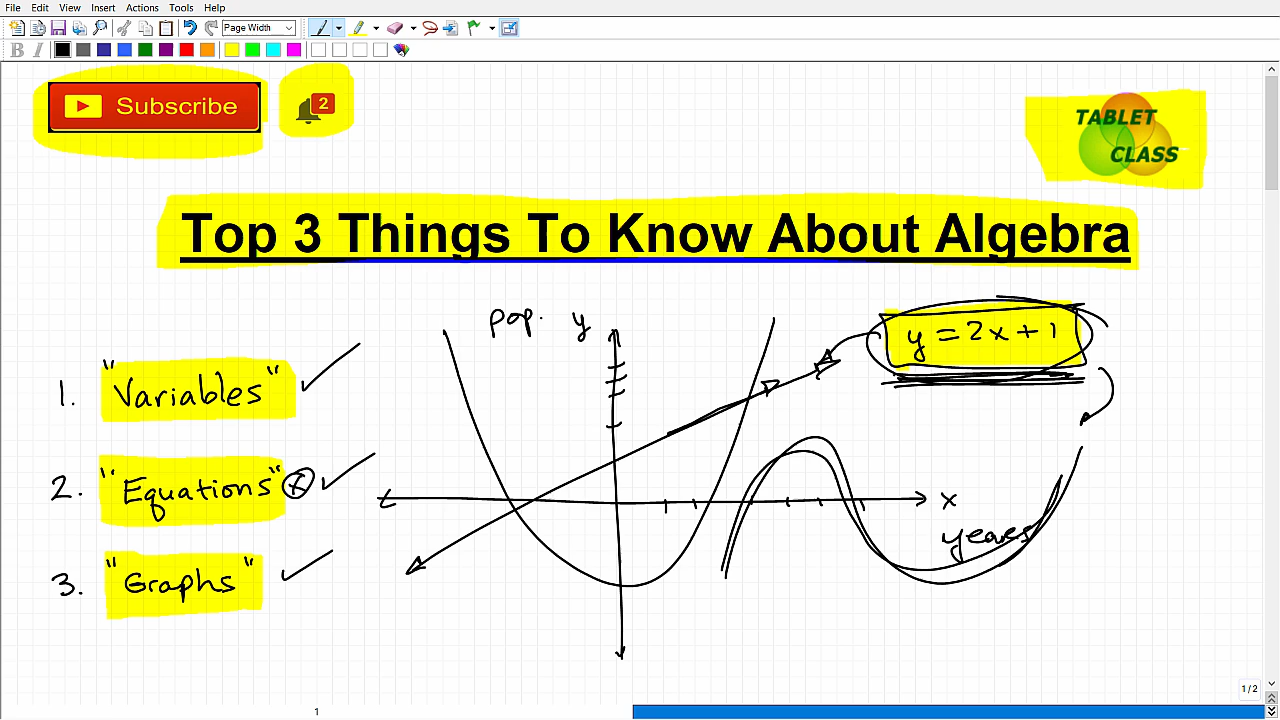 File Edit View Insert Actions Tools Help
Page Width
B I
Subscribe
2
TABLET
CLASS
Top 3 Things To Know About Algebra
pop. y
y = 2x + 1
1. "Variables"
2. "Equations"
x
years
3. "Graphs"
1/2
1